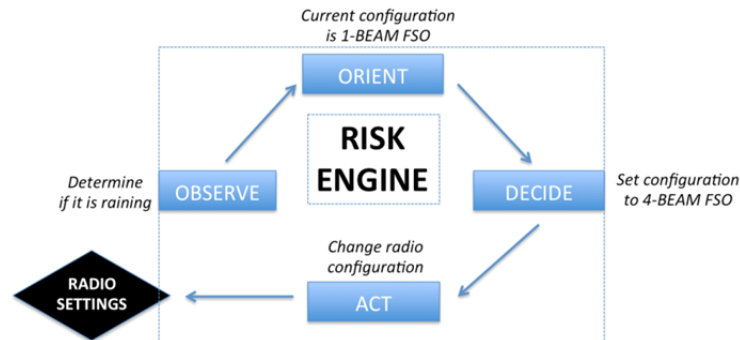 Current configuration
is 1-BEAM FSO
ORIENT
RISK
ENGINE
Determine
if it is raining
OBSERVE
DECIDE
Set configuration
to 4-BEAM FSO
Change radio
configuration
RADIO
SETTINGS
ACT